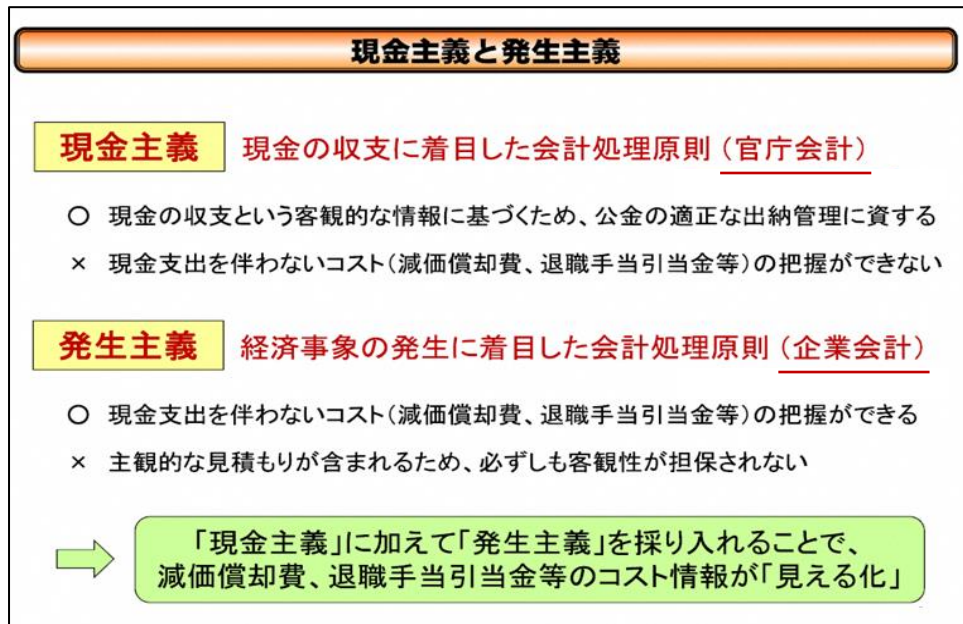 現金主義と発生主義
現金主義 現金の収支に着目した会計処理原則(官庁会計)
○ 現金の収支という客観的な情報に基づくため、公金の適正な出納管理に資する
× 現金支出を伴わないコスト(減価償却費、退職手当引当金等)の把握ができない
発生主義 経済事象の発生に着目した会計処理原則(企業会計)
○ 現金支出を伴わないコスト(減価償却費、退職手当引当金等)の把握ができる
× 主観的な見積もりが含まれるため、必ずしも客観性が担保されない
「現金主義」に加えて「発生主義」を採り入れることで、
減価償却費、退職手当引当金等のコスト情報が「見える化」